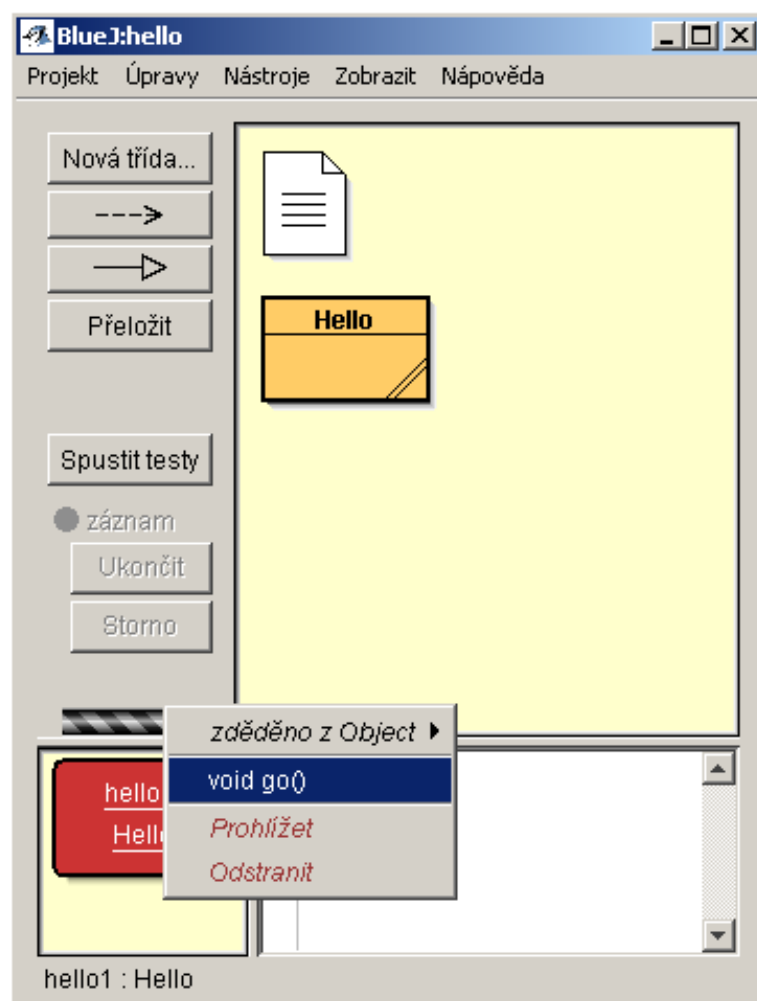 BlueJ:hello
Projekt Úpravy Nástroje Zobrazit Nápověda
Nová třída...
Přeložit
Hello
Spustit testy
záznam
Ukončit
Storno
zděděno z Object
void go()
Prohlížet
Odstranit
hello
hello1 : Hello